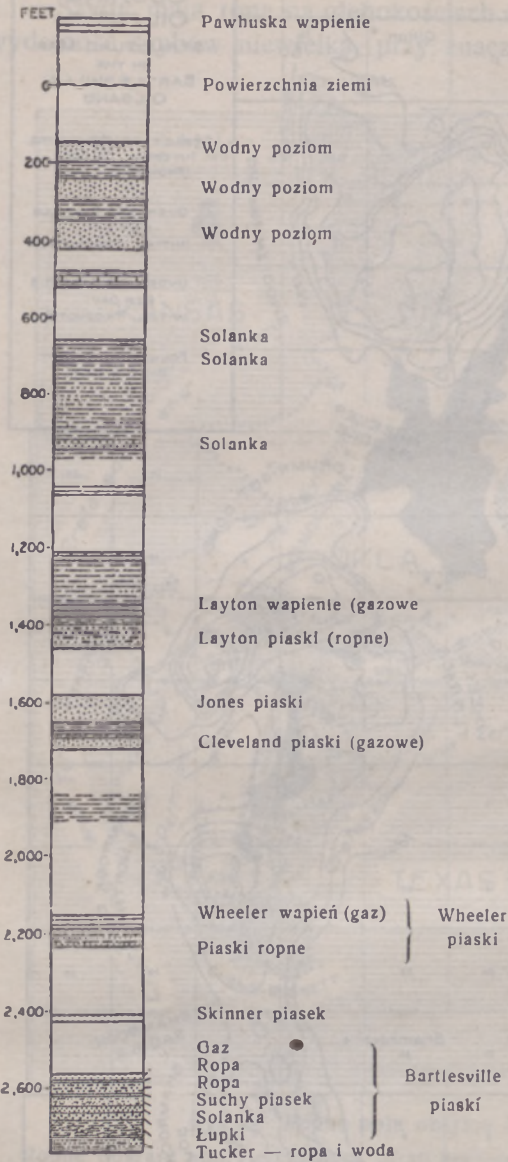 FEET
Pawhuska wapienie
0 Powierzchnia ziemi
Wodny poziom
200
Wodny poziom
400 Wodny poziom
600
Solanka
Solanka
800
Solanka
1,000
1,200
Layton wapienie (gazowe
1,400
Layton piaski (ropne)
1,600 Jones piaski
Cleveland piaski (gazowe)
1,800
2,000
Wheeler wapień (gaz) Wheeler
2,200 piaski
Piaski ropne
2,400 Skinner piasek
Gaz
Ropa
2,600 Ropa Bartlesville
Suchy piasek piaski
Solanka
Łupki
Tucker — ropa i woda